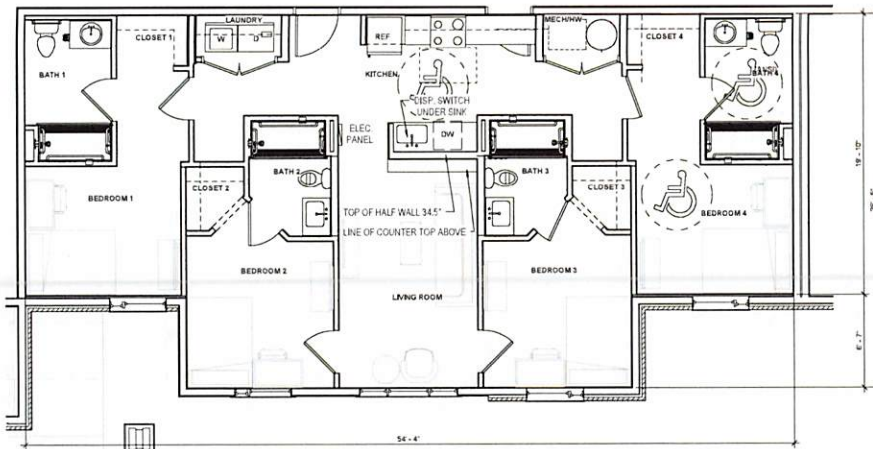 LAUNDRY
MECH/HW
CLOSET 1
W
D
REF
CLOSET 4
BATH 1
KITCHEN
BATH 4
DISP. SWITCH
UNDER SINK
ELEC.
PANEL
DW
BEDROOM 1
CLOSET 2
BATH 2
BATH 3
CLOSET 3
BEDROOM 4
TOP OF HALF WALL 34.5"
LINE OF COUNTER TOP ABOVE
BEDROOM 2
BEDROOM 3
LIVING ROOM
19' - 10"
6' - 7"
54' - 4"